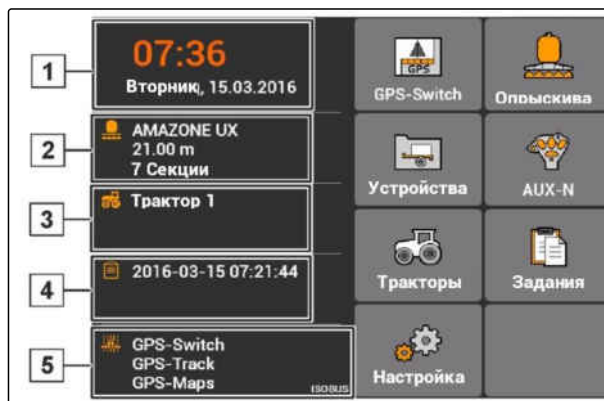 1
07:36
Вторник, 15.03.2016
2
AMAZONE UX
21.00 m
7 Секции
3
Трактор 1
4
2016-03-15 07:21:44
5
GPS-Switch
GPS-Track
GPS-Maps
ISOBUS
GPS
GPS-Switch
Опрыскива
Устройства
AUX-N
Тракторы
Задания
Настройка